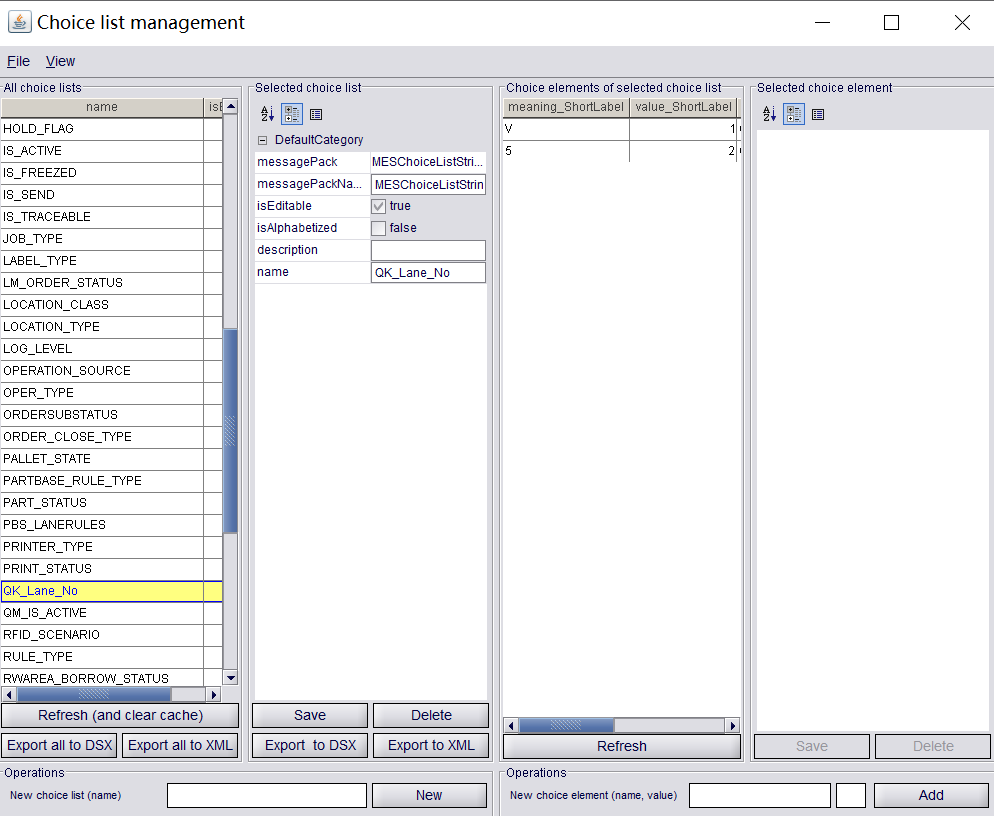 Choice list management
File View
All choice lists
name isE
HOLD_FLAG
IS_ACTIVE
IS_FREEZED
IS_SEND
IS_TRACEABLE
JOB_TYPE
LABEL_TYPE
LM_ORDER_STATUS
LOCATION_CLASS
LOCATION_TYPE
LOG_LEVEL
OPERATION_SOURCE
OPER_TYPE
ORDERSUBSTATUS
ORDER_CLOSE_TYPE
PALLET_STATE
PARTBASE_RULE_TYPE
PART_STATUS
PBS_LANERULES
PRINTER_TYPE
PRINT_STATUS
QK_Lane_No
QM_IS_ACTIVE
RFID_SCENARIO
RULE_TYPE
RWAREA_BORROW_STATUS
Refresh (and clear cache)
Export all to DSX Export all to XML
Selected choice list
DefaultCategory
messagePack MESChoiceListStri...
messagePackNa... MESChoiceListStrin
isEditable true
isAlphabetized false
description
name QK_Lane_No
Save Delete
Export to DSX Export to XML
Choice elements of selected choice list
meaning_ShortLabel value_ShortLabel
V 1
5 2
Refresh
Selected choice element
Save Delete
Operations
New choice list (name) New
Operations
New choice element (name, value) Add